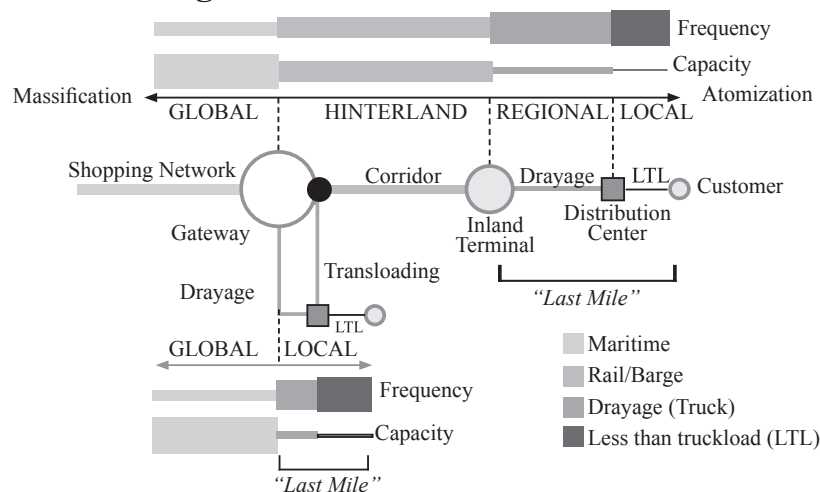 Frequency
Capacity
Massification
Atomization
GLOBAL
HINTERLAND
REGIONAL
LOCAL
Shopping Network
Corridor
Drayage
LTL
Customer
Gateway
Inland
Terminal
Distribution
Center
Transloading
Drayage
“Last Mile”
LTL
GLOBAL
LOCAL
Maritime
Rail/Barge
Drayage (Truck)
Less than truckload (LTL)
Frequency
Capacity
“Last Mile”